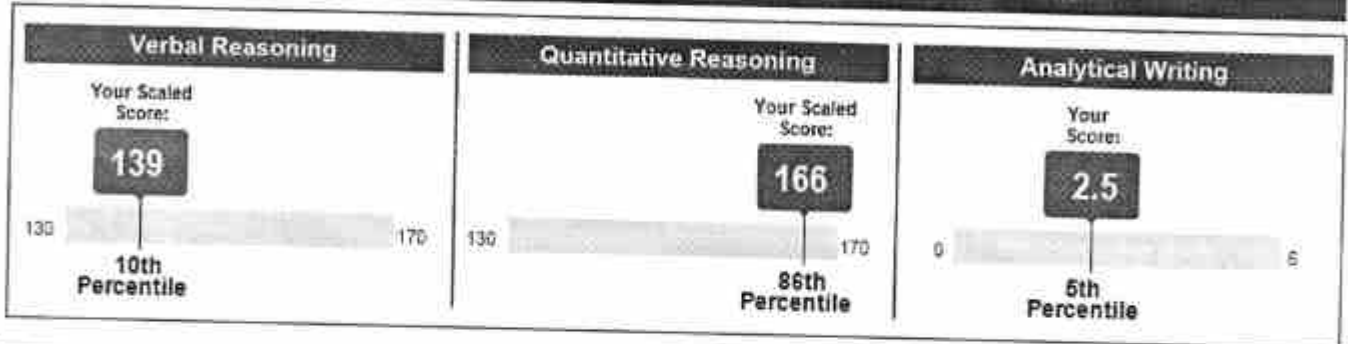 Verbal Reasoning
Your Scaled
Score:
139
130
170
10th
Percentile
Quantitative Reasoning
Your Scaled
Score:
166
130
170
86th
Percentile
Analytical Writing
Your
Score:
2.5
0
6
5th
Percentile